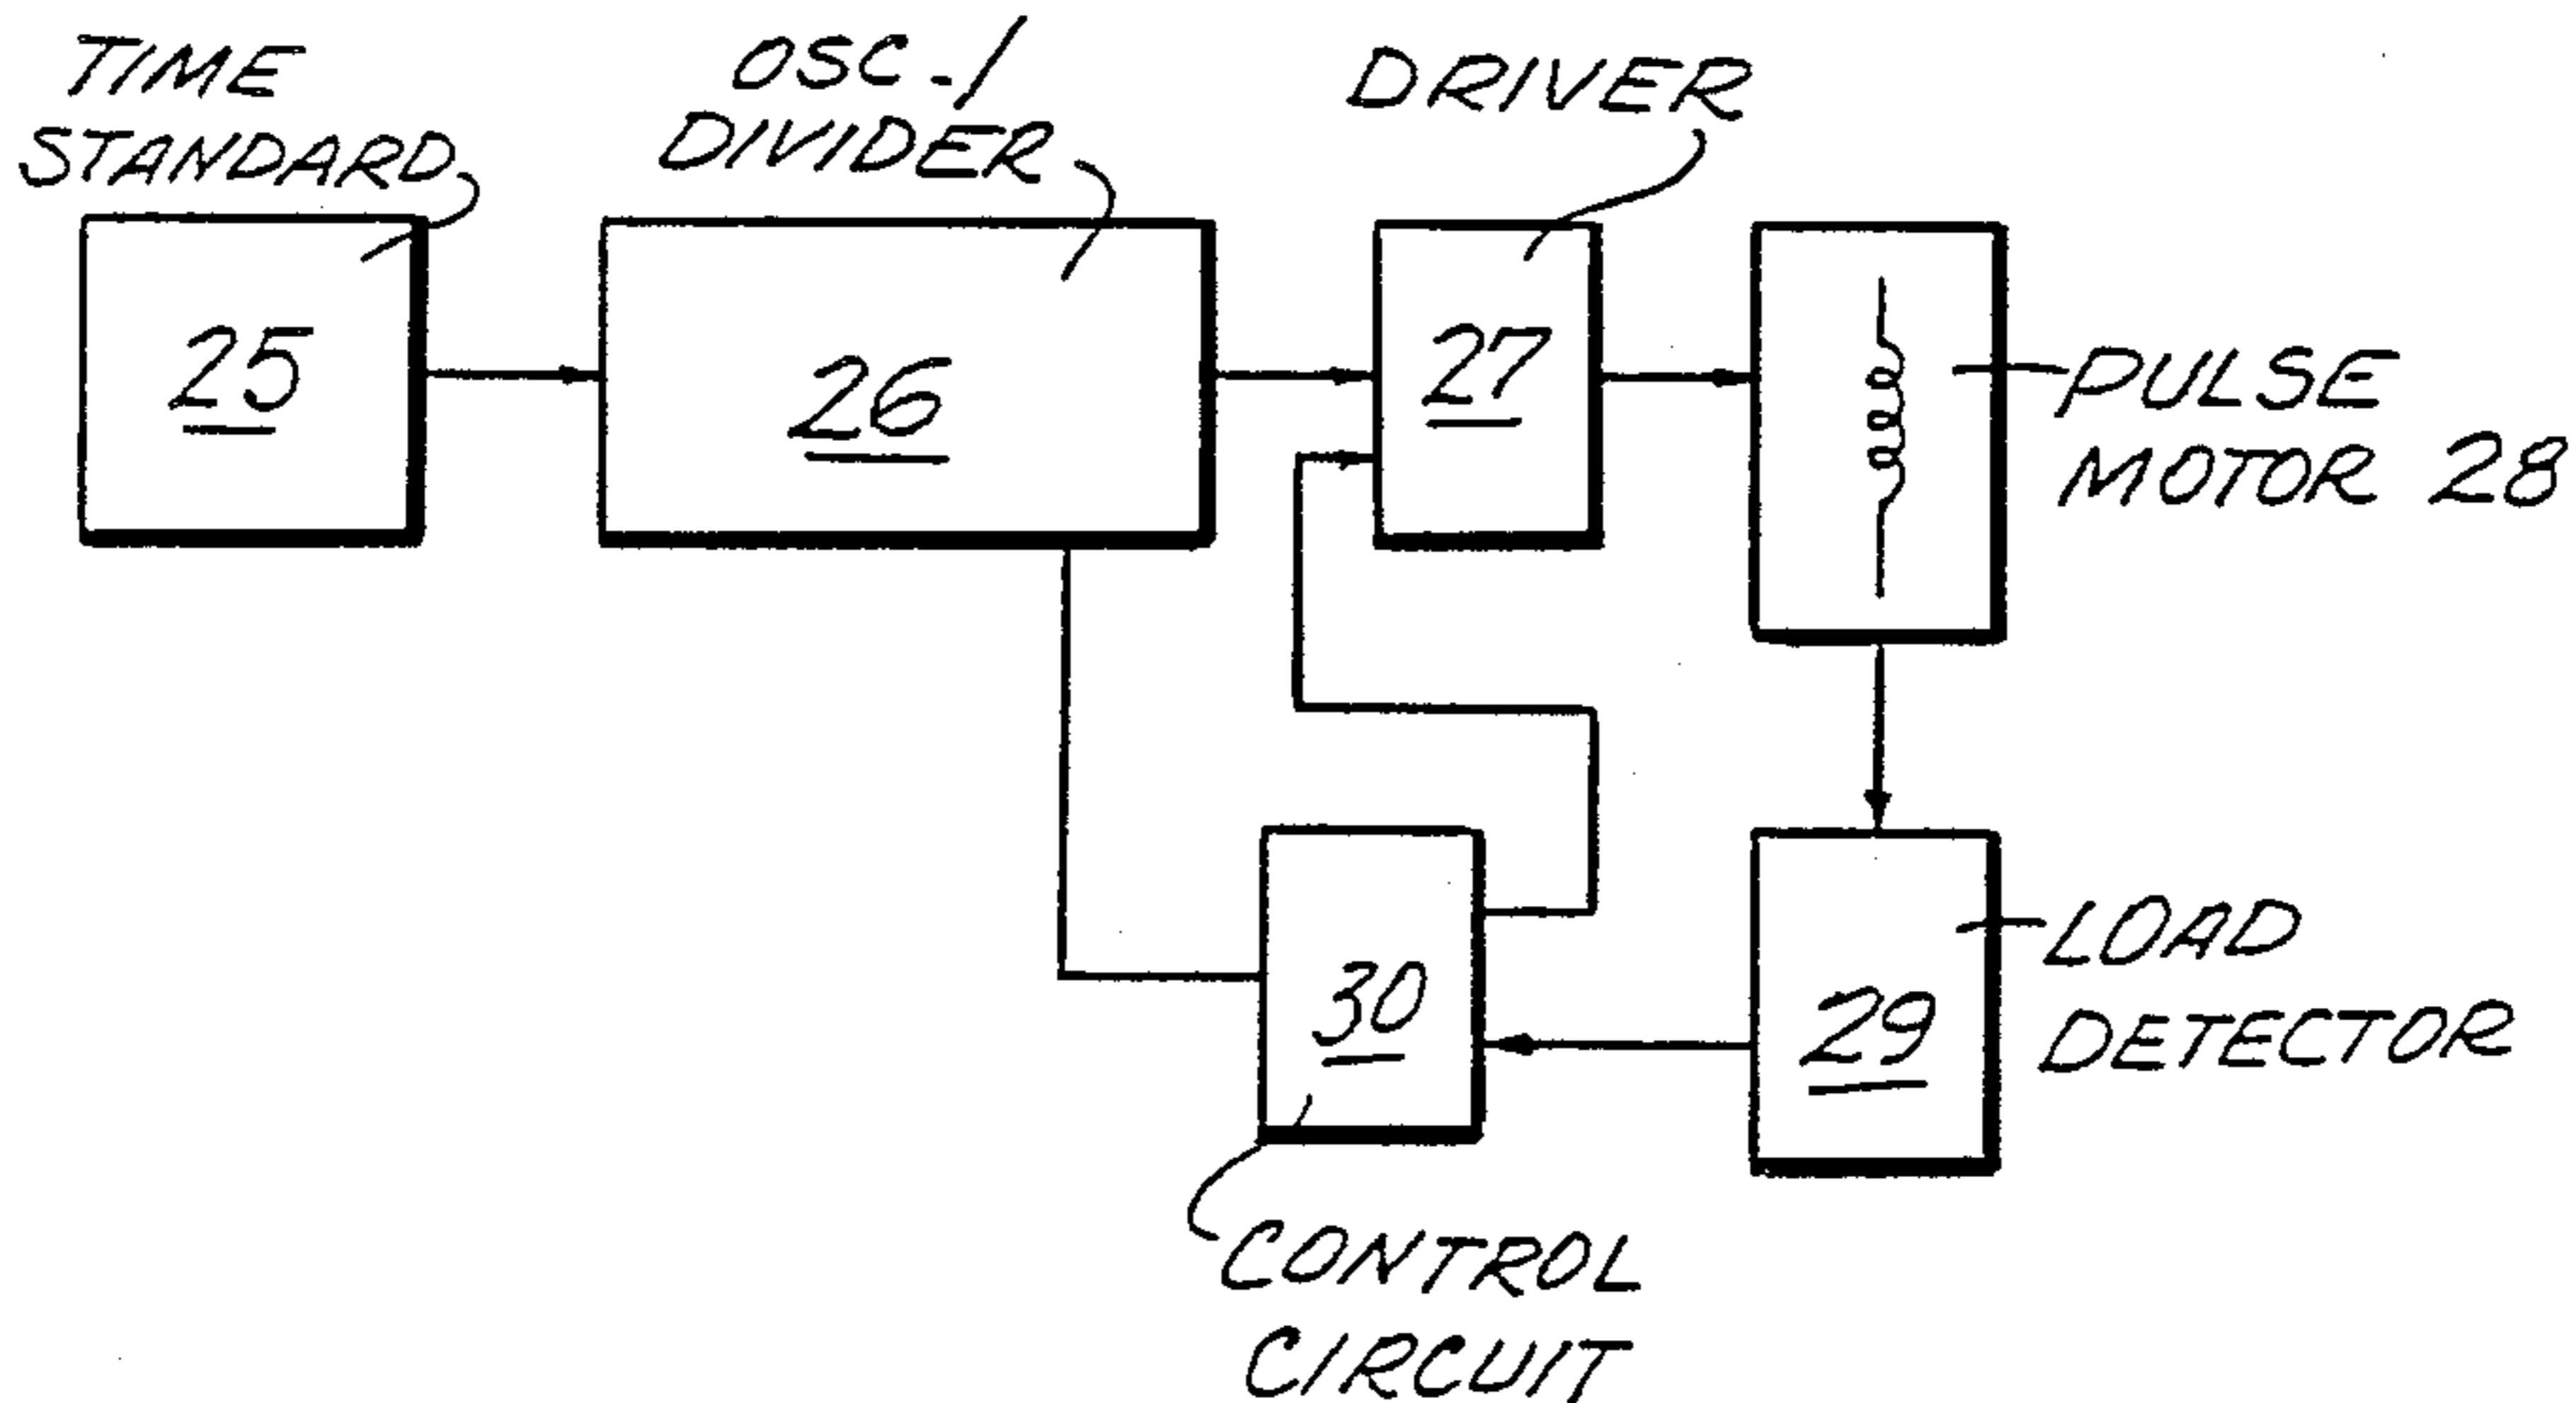 TIME
STANDARD
OSC./
DIVIDER
DRIVER
25
26
27
PULSE
MOTOR 28
30
29
LOAD
DETECTOR
CONTROL
CIRCUIT